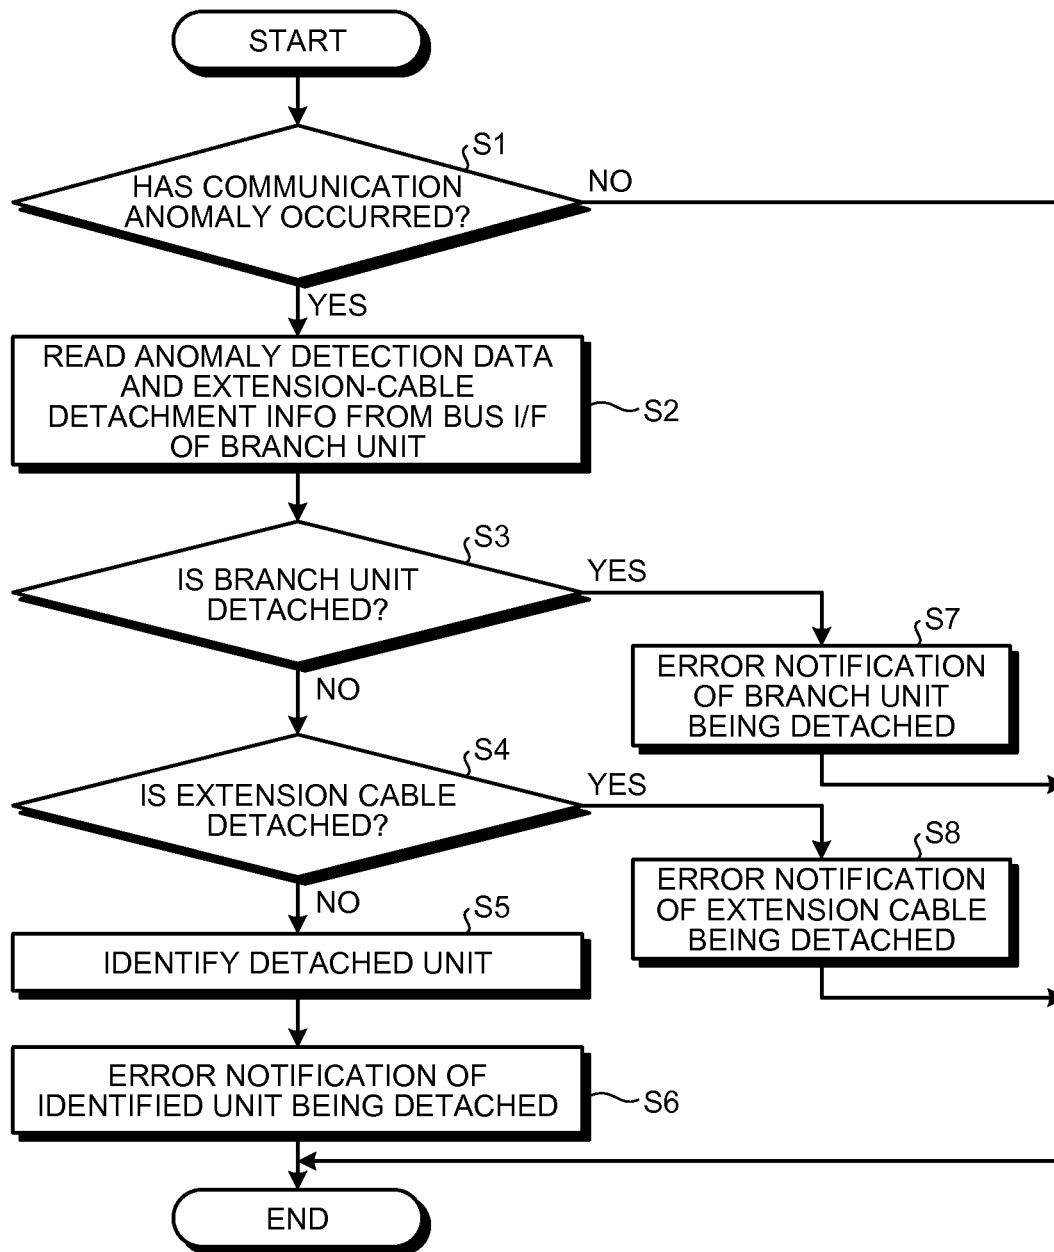 START
S1
HAS COMMUNICATION
ANOMALY OCCURRED?
NO
YES
READ ANOMALY DETECTION DATA
AND EXTENSION-CABLE
DETACHMENT INFO FROM BUS I/F
OF BRANCH UNIT
S2
S3
IS BRANCH UNIT
DETACHED?
YES
NO
S7
ERROR NOTIFICATION
OF BRANCH UNIT
BEING DETACHED
S4
IS EXTENSION CABLE
DETACHED?
YES
NO
S8
ERROR NOTIFICATION
OF EXTENSION CABLE
BEING DETACHED
S5
IDENTIFY DETACHED UNIT
ERROR NOTIFICATION OF
IDENTIFIED UNIT BEING DETACHED
S6
END